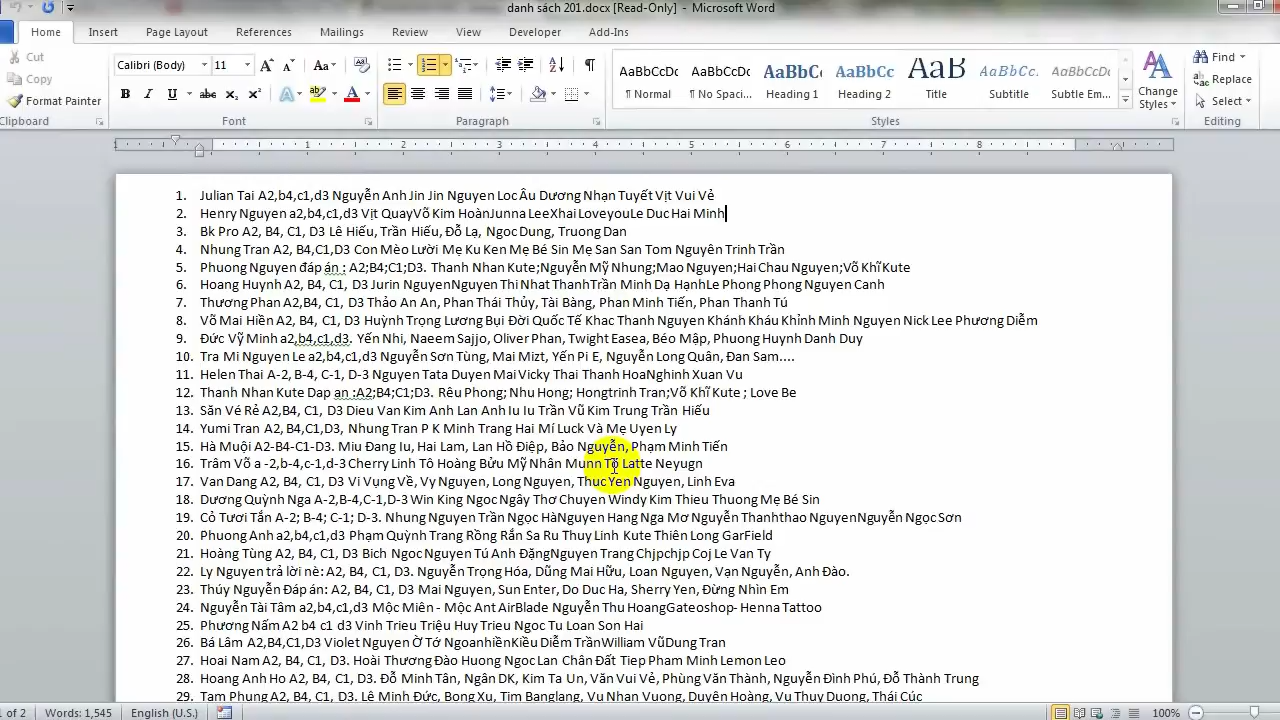 danh sách 201.docx [Read-Only] - Microsoft Word
Home Insert Page Layout References Mailings Review View Developer Add-Ins
Cut
Copy
Format Painter
Clipboard
Calibri (Body) 11
Font
Paragraph
AaBbCcDc AaBbCcDc AaBbCc AaBbCc AaB AaBbCc. AaBbCcDc
¶ Normal ¶ No Spaci... Heading 1 Heading 2 Title Subtitle Subtle Em...
Change Styles
Styles
Find
Replace
Select
Editing
1. Julian Tai A2,b4,c1,d3 Nguyễn Anh Jin Jin Nguyen Loc Âu Dương Nhạn Tuyết Vịt Vui Vẻ
2. Henry Nguyen a2,b4,c1,d3 Vịt QuayVõ Kim HoànJunna LeeXhai LoveyouLe Duc Hai Minh
3. Bk Pro A2, B4, C1, D3 Lê Hiếu, Trần Hiếu, Đỗ Lạ, Ngoc Dung, Truong Dan
4. Nhung Tran A2, B4,C1,D3 Con Mèo Lười Mẹ Ku Ken Mẹ Bé Sin Mẹ San San Tom Nguyên Trinh Trần
5. Phuong Nguyen đáp án : A2;B4;C1;D3. Thanh Nhan Kute;Nguyễn Mỹ Nhung;Mao Nguyen;Hai Chau Nguyen;Võ Khĩ Kute
6. Hoang Huynh A2, B4, C1, D3 Jurin NguyenNguyen Thi Nhat ThanhTrần Minh Dạ HạnhLe Phong Phong Nguyen Canh
7. Thương Phan A2,B4, C1, D3 Thảo An An, Phan Thái Thủy, Tài Bàng, Phan Minh Tiến, Phan Thanh Tú
8. Võ Mai Hiền A2, B4, C1, D3 Huỳnh Trọng Lương Bụi Đời Quốc Tế Khac Thanh Nguyen Khánh Kháu Khỉnh Minh Nguyen Nick Lee Phương Diễm
9. Đức Vỹ Minh a2,b4,c1,d3. Yến Nhi, Naeem Sajjo, Oliver Phan, Twight Easea, Béo Mập, Phuong Huynh Danh Duy
10. Tra Mi Nguyen Le a2,b4,c1,d3 Nguyễn Sơn Tùng, Mai Mizt, Yến Pi E, Nguyễn Long Quân, Đan Sam....
11. Helen Thai A-2, B-4, C-1, D-3 Nguyen Tata Duyen Mai Vicky Thai Thanh HoaNghinh Xuan Vu
12. Thanh Nhan Kute Dap an :A2;B4;C1;D3. Rêu Phong; Nhu Hong; Hongtrinh Tran;Võ Khĩ Kute ; Love Be
13. Săn Vé Rẻ A2,B4, C1, D3 Dieu Van Kim Anh Lan Anh Iu Iu Trần Vũ Kim Trung Trần Hiếu
14. Yumi Tran A2, B4,C1,D3, Nhung Tran P K Minh Trang Hai Mí Luck Và Mẹ Uyen Ly
15. Hà Muội A2-B4-C1-D3. Miu Đang Iu, Hai Lam, Lan Hồ Điệp, Bảo Nguyễn, Phạm Minh Tiến
16. Trâm Võ a -2,b-4,c-1,d-3 Cherry Linh Tô Hoàng Bửu Mỹ Nhân Munn Latte Neyugn
17. Van Dang A2, B4, C1, D3 Vi Vụng Về, Vy Nguyen, Long Nguyen, Thuc Yen Nguyen, Linh Eva
18. Dương Quỳnh Nga A-2,B-4,C-1,D-3 Win King Ngoc Ngây Thơ Chuyen Windy Kim Thieu Thuong Mẹ Bé Sin
19. Cỏ Tươi Tắn A-2; B-4; C-1; D-3. Nhung Nguyen Trần Ngọc HàNguyen Hang Nga Mơ Nguyễn Thanhthao NguyenNguyễn Ngọc Sơn
20. Phuong Anh a2,b4,c1,d3 Phạm Quỳnh Trang Rồng Rắn Sa Ru Thuy Linh Kute Thiên Long GarField
21. Hoàng Tùng A2, B4, C1, D3 Bich Ngoc Nguyen Tú Anh ĐặngNguyen Trang Chjpchjp Coj Le Van Ty
22. Ly Nguyen trả lời nè: A2, B4, C1, D3. Nguyễn Trọng Hóa, Dũng Mai Hữu, Loan Nguyen, Vạn Nguyễn, Anh Đào.
23. Thúy Nguyễn Đáp án: A2, B4, C1, D3 Mai Nguyen, Sun Enter, Do Duc Ha, Sherry Yen, Đừng Nhìn Em
24. Nguyễn Tài Tâm a2,b4,c1,d3 Mộc Miên - Mộc Ant AirBlade Nguyễn Thu HoangGateoshop- Henna Tattoo
25. Phương Nấm A2 b4 c1 d3 Vinh Trieu Triệu Huy Trieu Ngoc Tu Loan Son Hai
26. Bá Lâm A2,B4,C1,D3 Violet Nguyen Ờ Tớ NgoanhiềnKiều Diễm TrầnWilliam VũDung Tran
27. Hoai Nam A2, B4, C1, D3. Hoài Thương Đào Huong Ngoc Lan Chân Đất Tiep Pham Minh Lemon Leo
28. Hoang Anh Ho A2, B4, C1, D3. Đỗ Minh Tân, Ngân DK, Kim Ta Un, Văn Vui Vẻ, Phùng Văn Thành, Nguyễn Đình Phú, Đỗ Thành Trung
29. Tam Phung A2, B4, C1, D3. Lê Minh Đức, Bong Xu, Tim Banglang, Vu Nhan Vuong, Duyên Hoàng, Vu Thuy Duong, Thái Cúc
1 of 2 Words: 1,545 English (U.S.) 100%